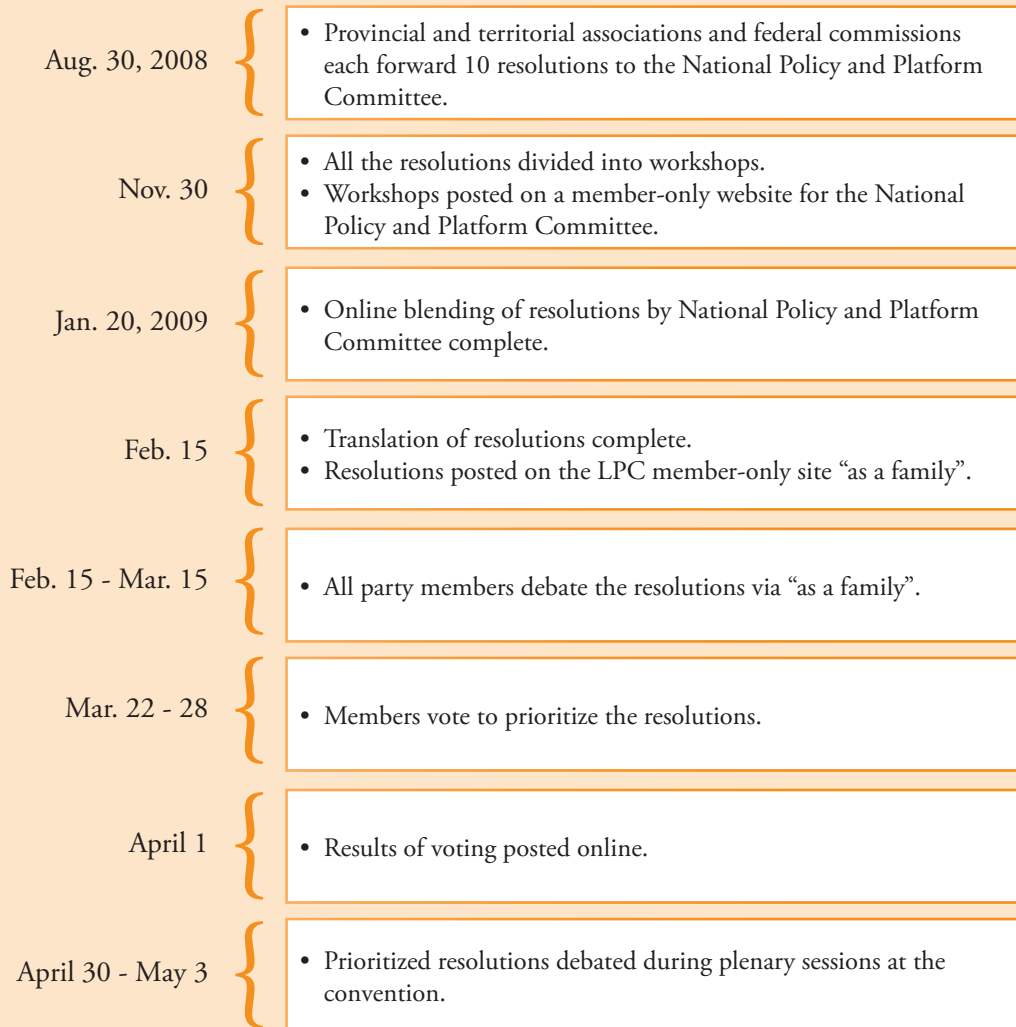 Aug. 30, 2008
• Provincial and territorial associations and federal commissions
each forward 10 resolutions to the National Policy and Platform
Committee.
Nov. 30
• All the resolutions divided into workshops.
• Workshops posted on a member-only website for the National
Policy and Platform Committee.
Jan. 20, 2009
• Online blending of resolutions by National Policy and Platform
Committee complete.
Feb. 15
• Translation of resolutions complete.
• Resolutions posted on the LPC member-only site “as a family”.
Feb. 15 - Mar. 15
• All party members debate the resolutions via “as a family”.
Mar. 22 - 28
• Members vote to prioritize the resolutions.
April 1
• Results of voting posted online.
April 30 - May 3
• Prioritized resolutions debated during plenary sessions at the
convention.